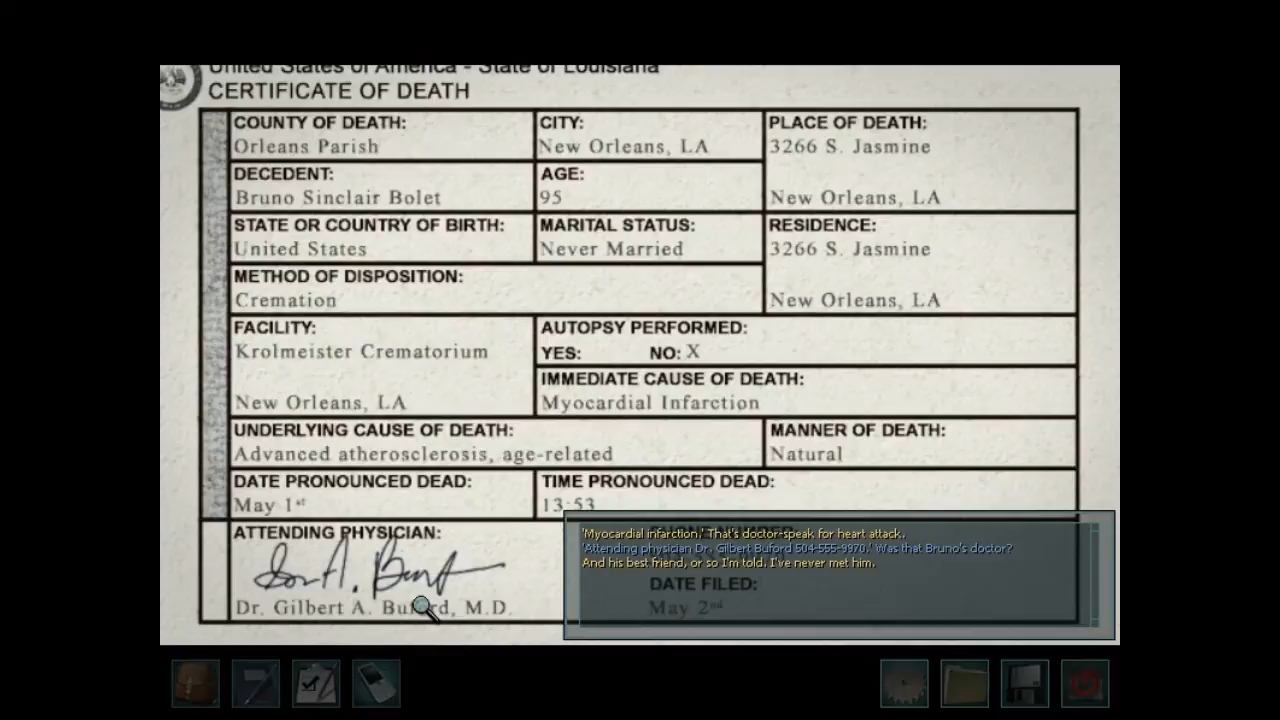 United States of America - State of Louisiana
CERTIFICATE OF DEATH
COUNTY OF DEATH:
Orleans Parish
CITY:
New Orleans, LA
PLACE OF DEATH:
3266 S. Jasmine
New Orleans, LA
DECEDENT:
Bruno Sinclair Bolet
AGE:
95
STATE OR COUNTRY OF BIRTH:
United States
MARITAL STATUS:
Never Married
RESIDENCE:
3266 S. Jasmine
New Orleans, LA
METHOD OF DISPOSITION:
Cremation
FACILITY:
Krolmeister Crematorium
New Orleans, LA
AUTOPSY PERFORMED:
YES: NO: X
IMMEDIATE CAUSE OF DEATH:
Myocardial Infarction
UNDERLYING CAUSE OF DEATH:
Advanced atherosclerosis, age-related
MANNER OF DEATH:
Natural
DATE PRONOUNCED DEAD:
May 1st
TIME PRONOUNCED DEAD:
13:53
ATTENDING PHYSICIAN:
Dr. Gilbert A. Buford, M.D.
PHONE NUMBER:
DATE FILED:
May 2nd
'Myocardial infarction.' That's doctor-speak for heart attack.
'Attending physician Dr. Gilbert Buford 504-555-9970.' Was that Bruno's doctor?
And his best friend, or so I'm told. I've never met him.